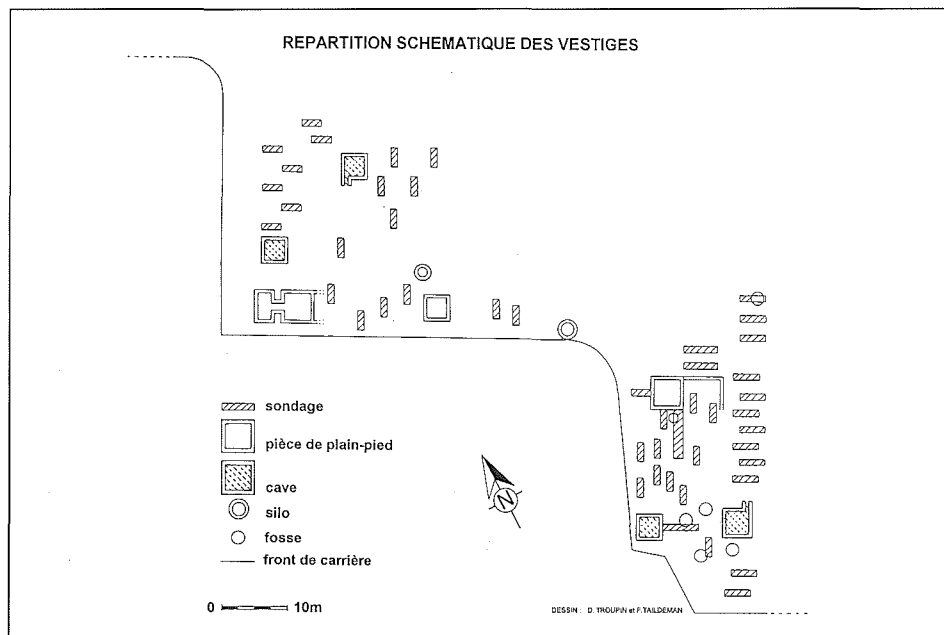 REPARTITION SCHEMATIQUE DES VESTIGES
sondage
pièce de plain-pied
cave
silo
fosse
front de carrière
N
0 10m
DESSIN : D. TROUPIN et F. TAILDEMAN